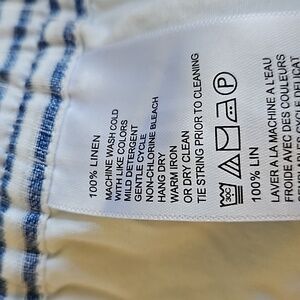 100% LINEN
MACHINE WASH COLD
WITH LIKE COLORS
MILD DETERGENT
GENTLE CYCLE
NON-CHLORINE BLEACH
HANG DRY
WARM IRON
OR DRY CLEAN
TIE STRING PRIOR TO CLEANING
30C
P
100% LIN
LAVER A LA MACHINE A L'EAU
FROIDE AVEC DES COULEURS